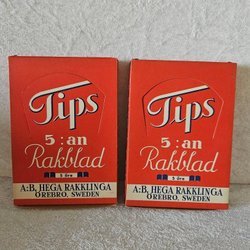 Tips
5:an
Rakblad
5 öre
A:B. HEGA RAKKLINGA
ÖREBRO, SWEDEN
Tips
5:an
Rakblad
5 öre
A:B. HEGA RAKKLINGA
ÖREBRO, SWEDEN